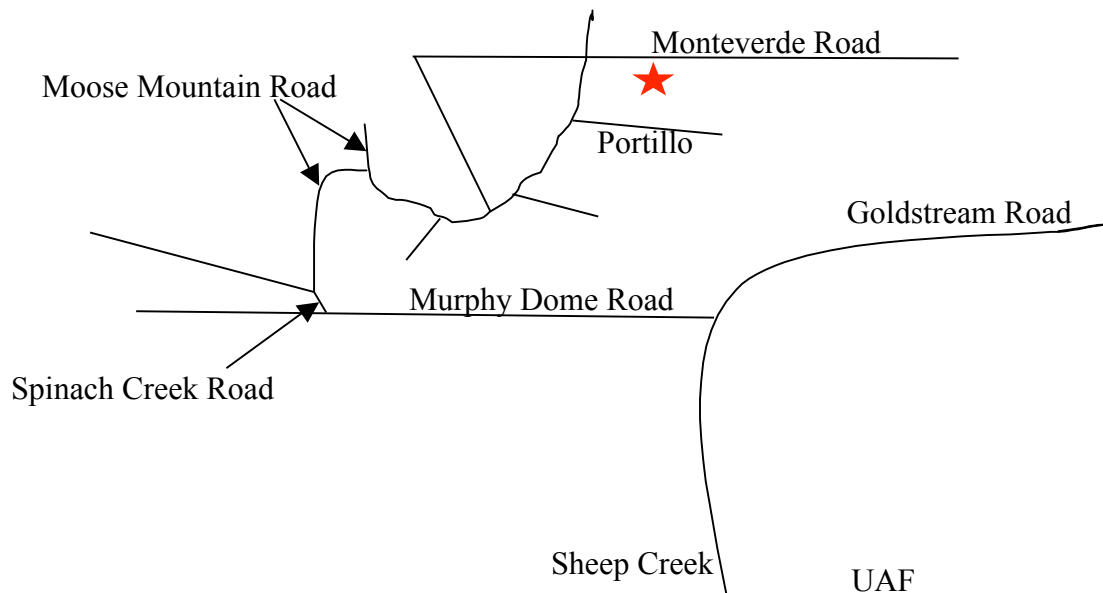 Monteverde Road
Moose Mountain Road
Portillo
Goldstream Road
Murphy Dome Road
Spinach Creek Road
Sheep Creek
UAF